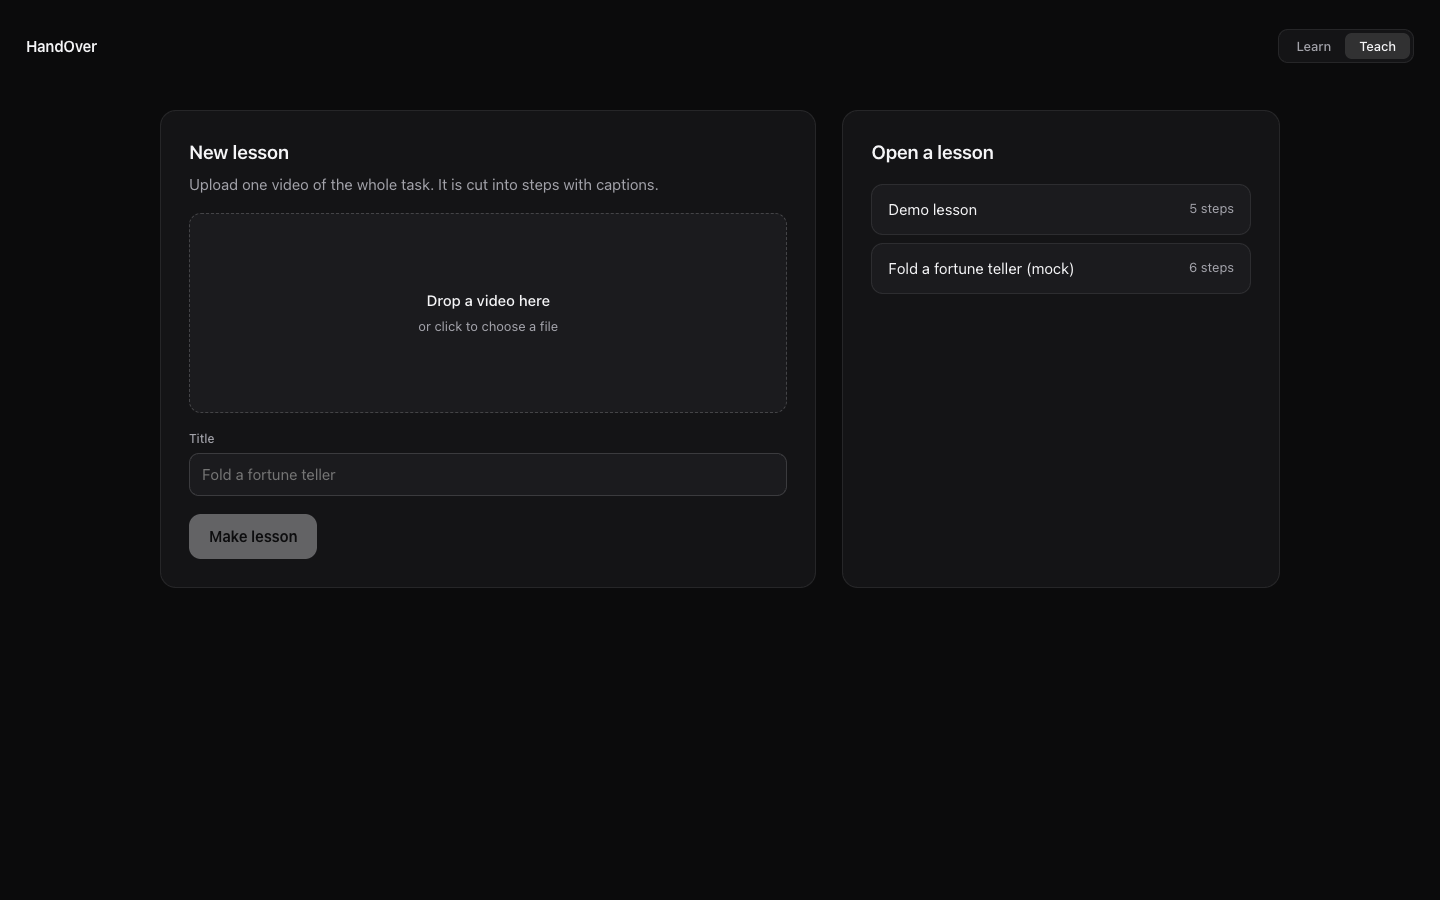 HandOver
Learn
Teach
New lesson
Upload one video of the whole task. It is cut into steps with captions.
Drop a video here
or click to choose a file
Title
Fold a fortune teller
Make lesson
Open a lesson
Demo lesson
5 steps
Fold a fortune teller (mock)
6 steps